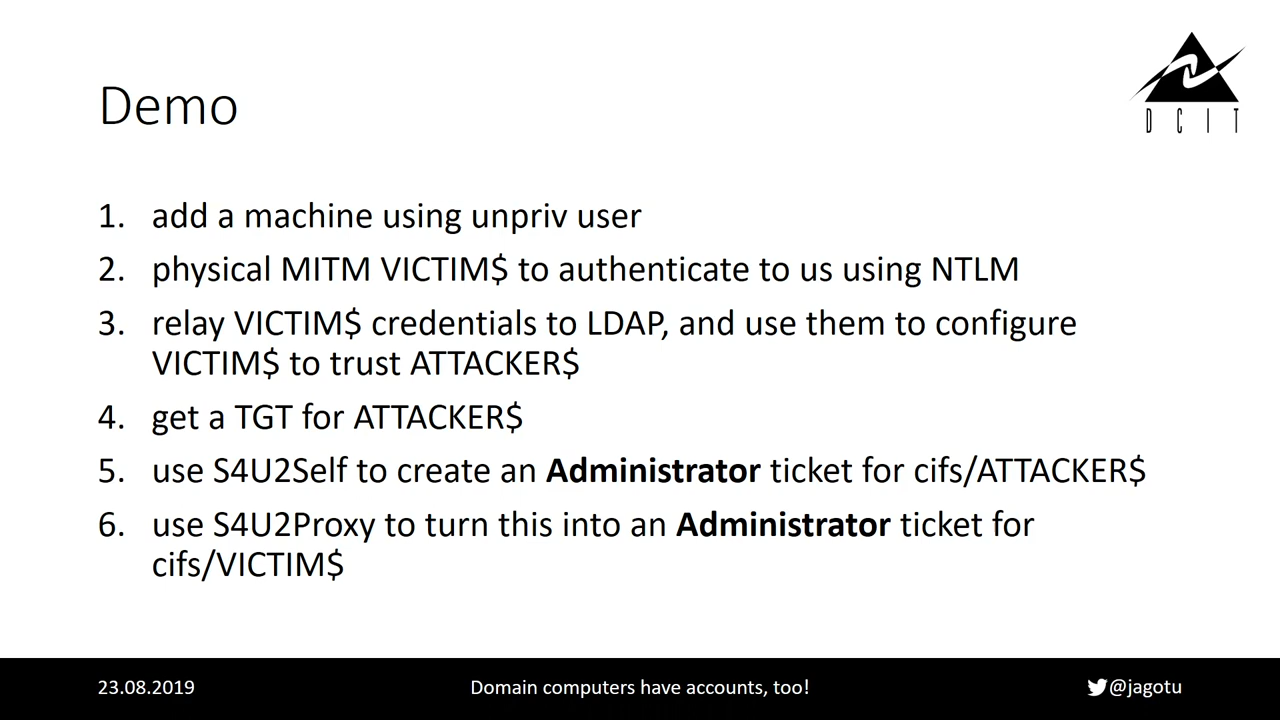 Demo
D C I T
1. add a machine using unpriv user
2. physical MITM VICTIM$ to authenticate to us using NTLM
3. relay VICTIM$ credentials to LDAP, and use them to configure
VICTIM$ to trust ATTACKER$
4. get a TGT for ATTACKER$
5. use S4U2Self to create an Administrator ticket for cifs/ATTACKER$
6. use S4U2Proxy to turn this into an Administrator ticket for
cifs/VICTIM$
23.08.2019
Domain computers have accounts, too!
@jagotu